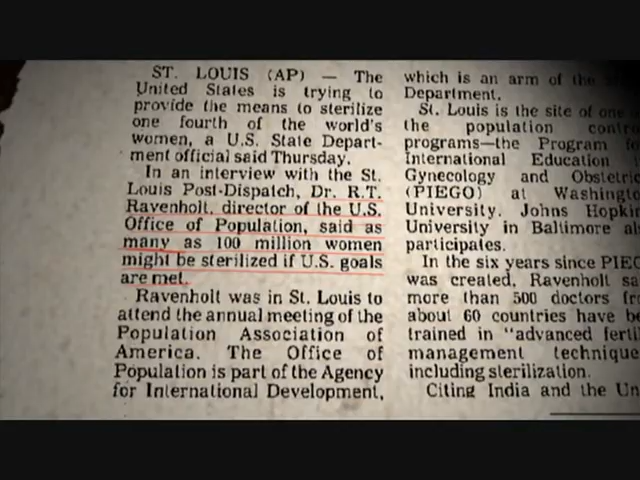 ST. LOUIS (AP) — The
United States is trying to
provide the means to sterilize
one fourth of the world's
women, a U.S. State Depart-
ment official said Thursday.
In an interview with the St.
Louis Post-Dispatch, Dr. R.T.
Ravenholt, director of the U.S.
Office of Population, said as
many as 100 million women
might be sterilized if U.S. goals
are met.
Ravenholt was in St. Louis to
attend the annual meeting of the
Population Association of
America. The Office of
Population is part of the Agency
for International Development,
which is an arm of the
Department.
St. Louis is the site of one
the population contr
programs—the Program fo
International Education
Gynecology and Obstetric
(PIEGO) at Washingto
University. Johns Hopki
University in Baltimore al
participates.
In the six years since PIEG
was created, Ravenholt sa
more than 500 doctors fr
about 60 countries have be
trained in "advanced ferti
management technique
including sterilization.
Citing India and the Un